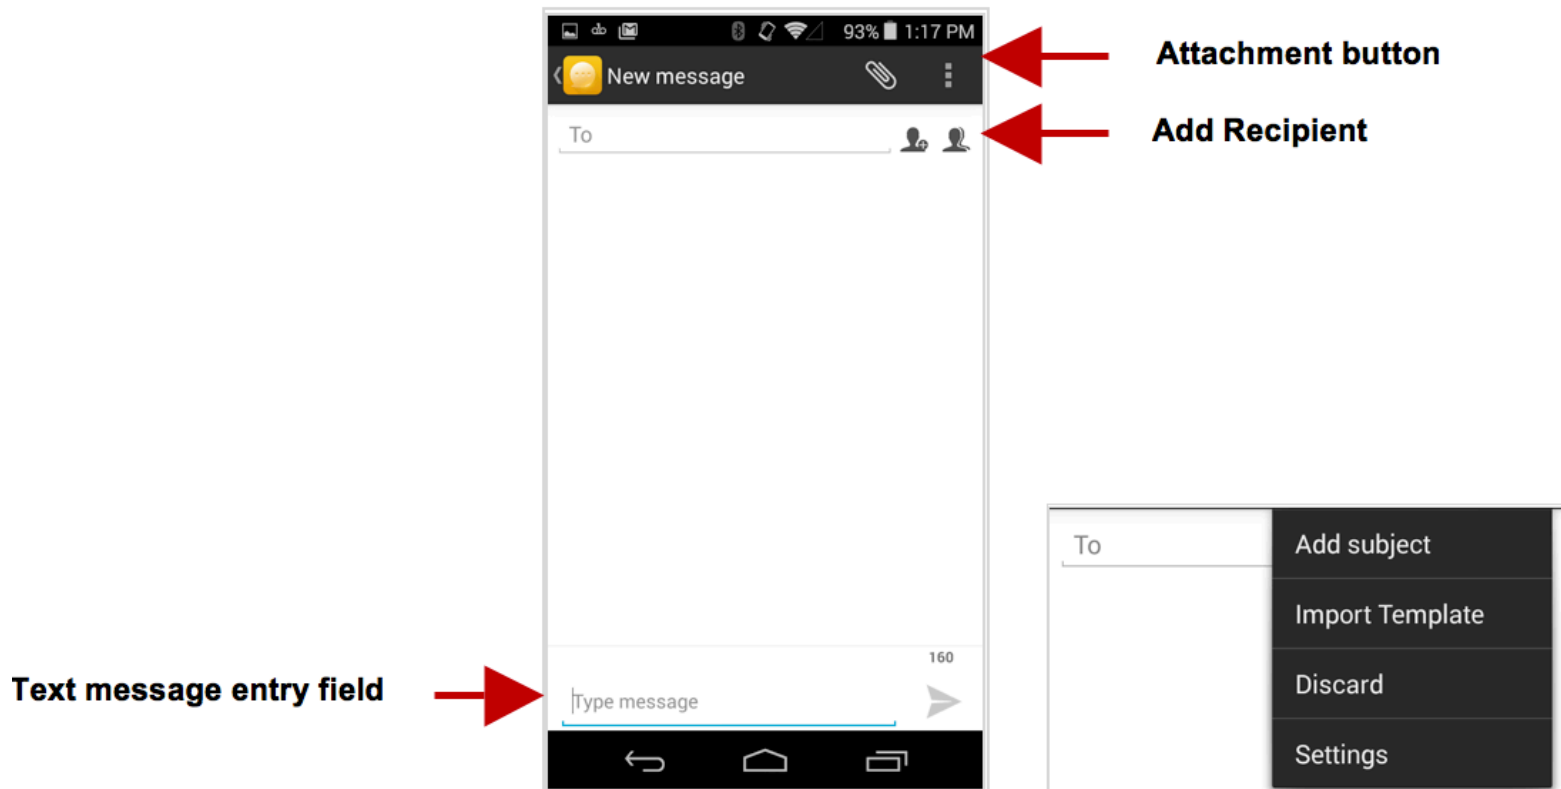 93% 1:17 PM
Attachment button
New message
To
Add Recipient
160
Text message entry field
Type message
To
Add subject
Import Template
Discard
Settings